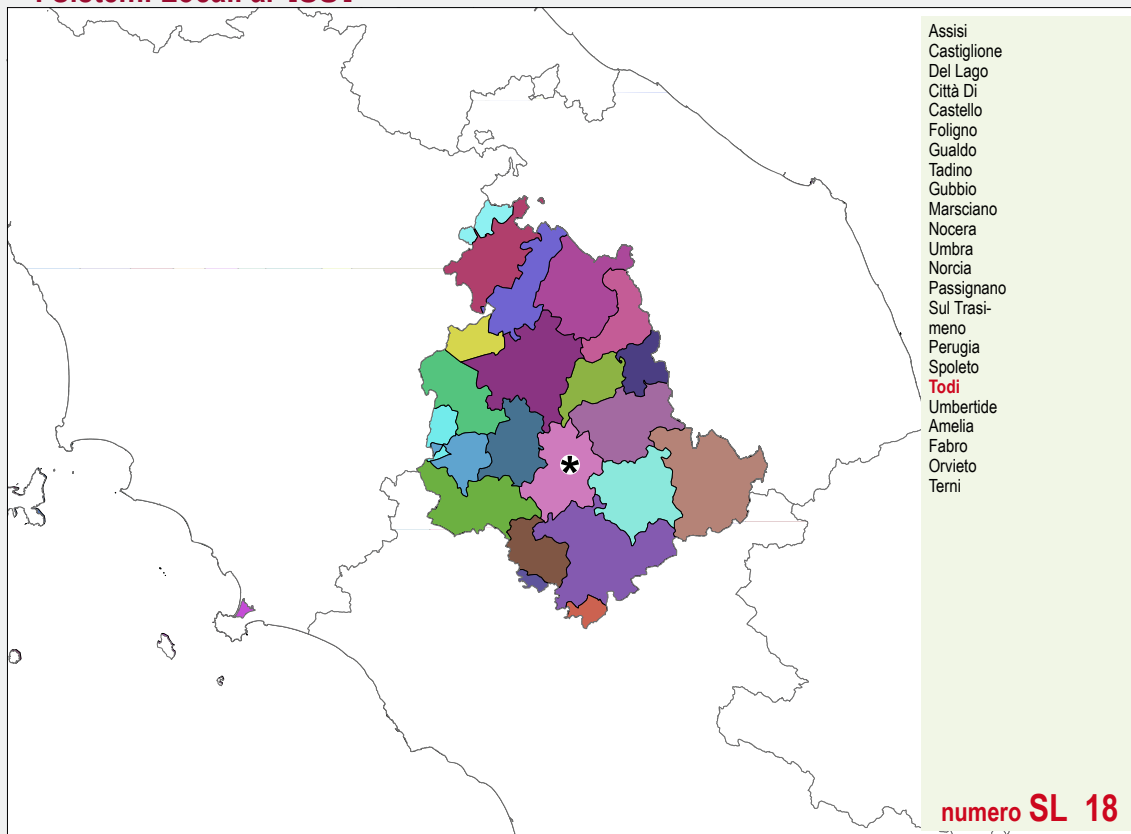 Assisi
Castiglione
Del Lago
Città Di
Castello
Foligno
Gualdo
Tadino
Gubbio
Marsciano
Nocera
Umbra
Norcia
Passignano
Sul Trasi-
meno
Perugia
Spoleto
Todi
Umbertide
Amelia
Fabro
Orvieto
Terni
*
numero SL 18